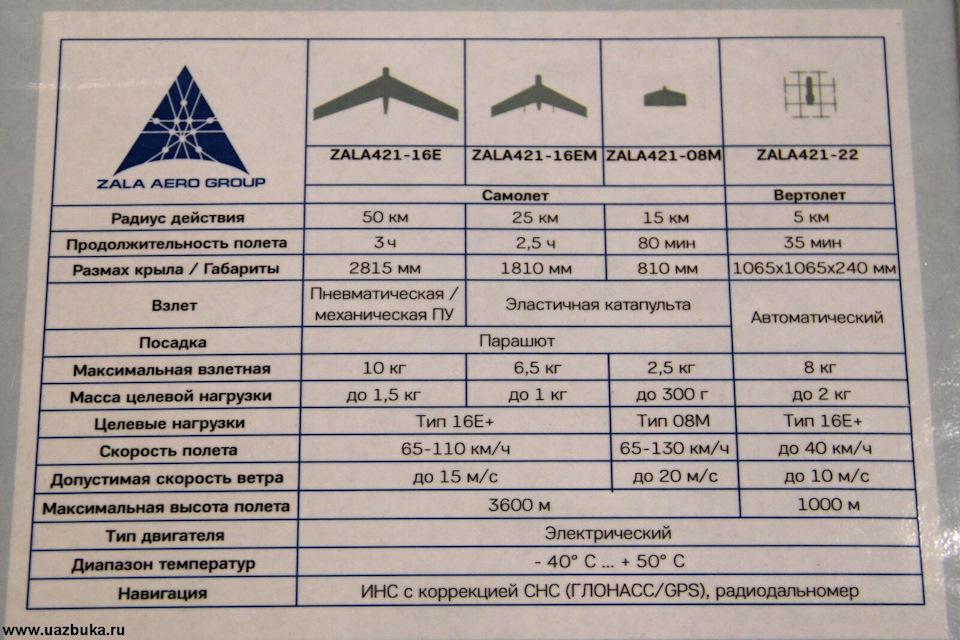 ZALA AERO GROUP
ZALA421-16E ZALA421-16EM ZALA421-08M ZALA421-22
Самолет Вертолет
Радиус действия 50 км 25 км 15 км 5 км
Продолжительность полета 3 ч 2,5 ч 80 мин 35 мин
Размах крыла / Габариты 2815 мм 1810 мм 810 мм 1065x1065x240 мм
Взлет Пневматическая / механическая ПУ Эластичная катапульта Автоматический
Посадка Парашют
Максимальная взлетная 10 кг 6,5 кг 2,5 кг 8 кг
Масса целевой нагрузки до 1,5 кг до 1 кг до 300 г до 2 кг
Целевые нагрузки Тип 16Е+ Тип 08М Тип 16Е+
Скорость полета 65-110 км/ч 65-130 км/ч до 40 км/ч
Допустимая скорость ветра до 15 м/с до 20 м/с до 10 м/с
Максимальная высота полета 3600 м 1000 м
Тип двигателя Электрический
Диапазон температур - 40° С ... + 50° С
Навигация ИНС с коррекцией СНС (ГЛОНАСС/GPS), радиодальномер
www.uazbuka.ru